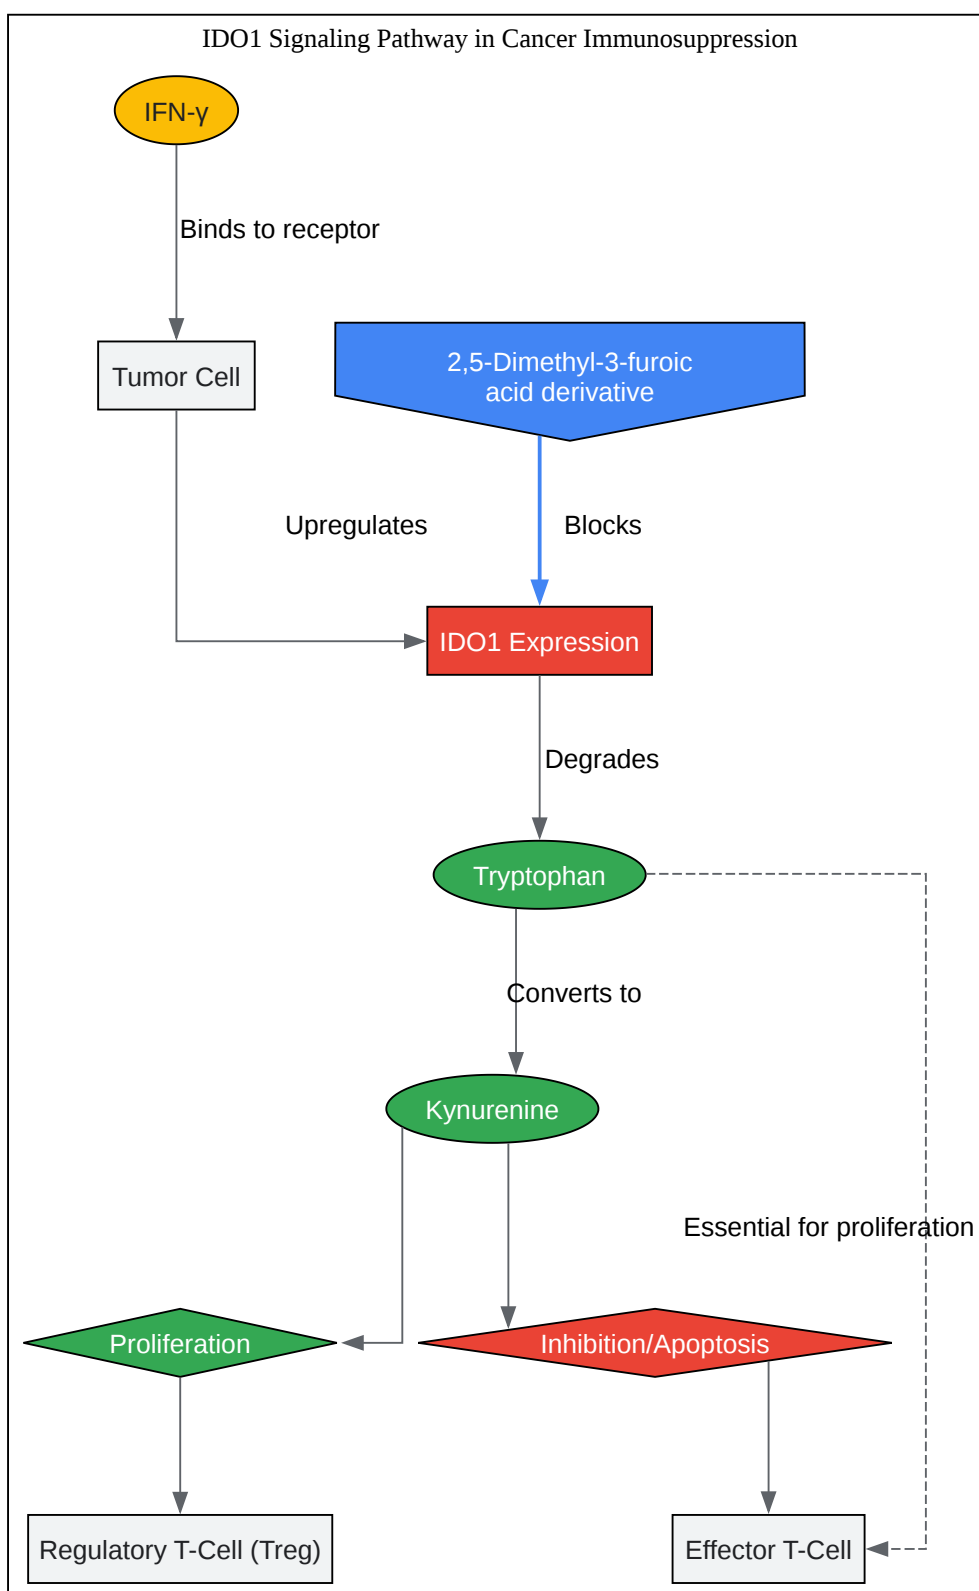 IDO1 Signaling Pathway in Cancer Immunosuppression
IFN-γ
Binds to receptor
Tumor Cell
2,5-Dimethyl-3-furoic
acid derivative
Upregulates
Blocks
IDO1 Expression
Degrades
Tryptophan
Converts to
Kynurenine
Essential for proliferation
Proliferation
Inhibition/Apoptosis
Regulatory T-Cell (Treg)
Effector T-Cell